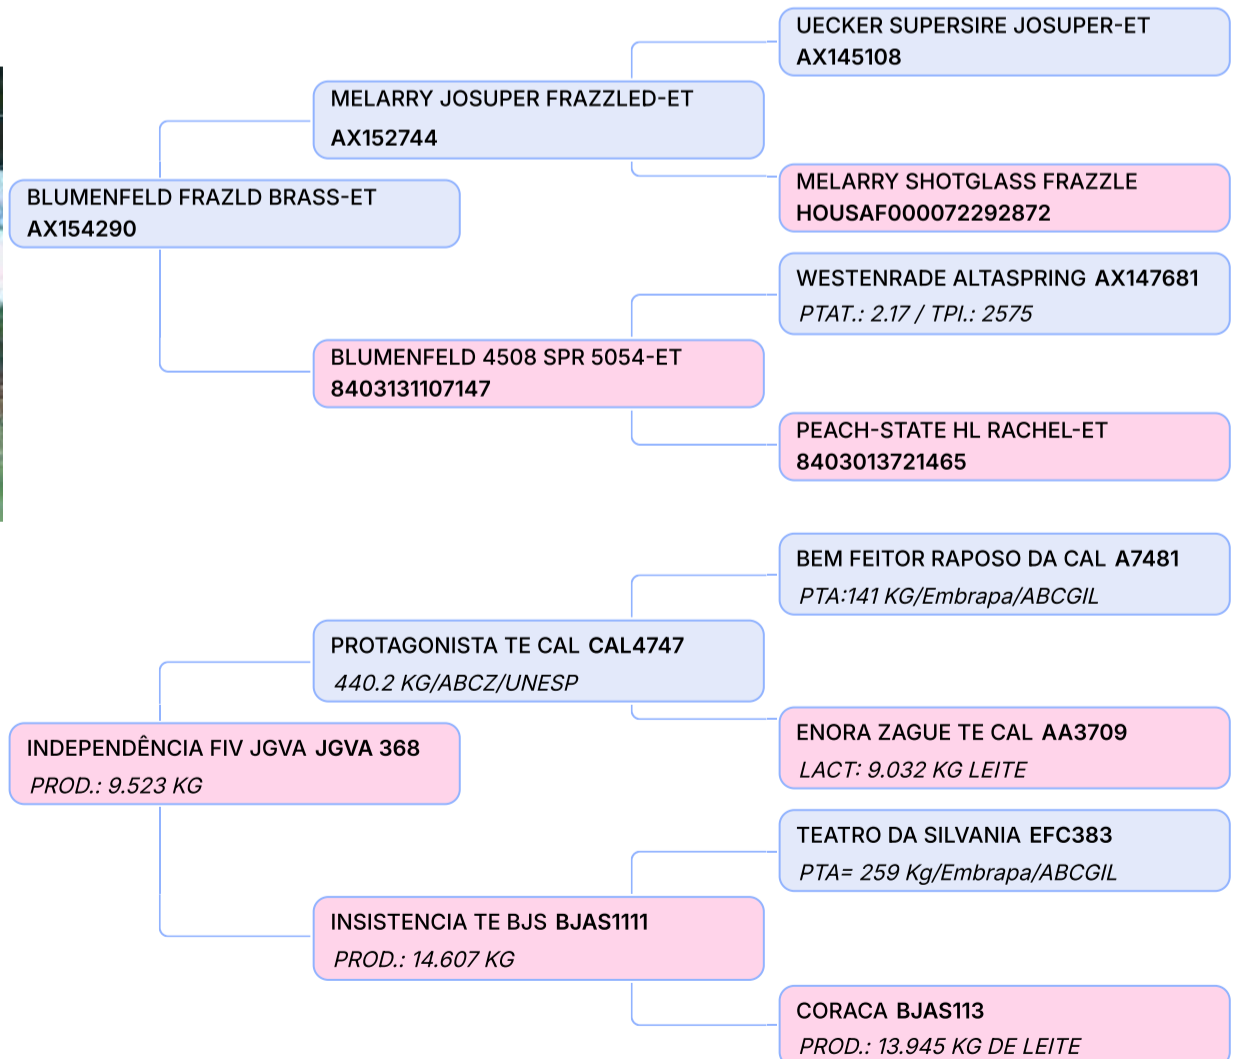 UECKER SUPERSIRE JOSUPER-ET
AX145108
MELARRY JOSUPER FRAZZLED-ET
AX152744
MELARRY SHOTGLASS FRAZZLE
HOUSAF000072292872
BLUMENFELD FRAZLD BRASS-ET
AX154290
WESTENRADE ALTASPRING AX147681
PTAT.: 2.17 / TPI.: 2575
BLUMENFELD 4508 SPR 5054-ET
8403131107147
PEACH-STATE HL RACHEL-ET
8403013721465
BEM FEITOR RAPOSO DA CAL A7481
PTA:141 KG/Embrapa/ABCGIL
PROTAGONISTA TE CAL CAL4747
440.2 KG/ABCZ/UNESP
ENORA ZAGUE TE CAL AA3709
LACT: 9.032 KG LEITE
INDEPENDÊNCIA FIV JGVA JGVA 368
PROD.: 9.523 KG
TEATRO DA SILVANIA EFC383
PTA= 259 Kg/Embrapa/ABCGIL
INSISTENCIA TE BJS BJAS1111
PROD.: 14.607 KG
CORACA BJAS113
PROD.: 13.945 KG DE LEITE